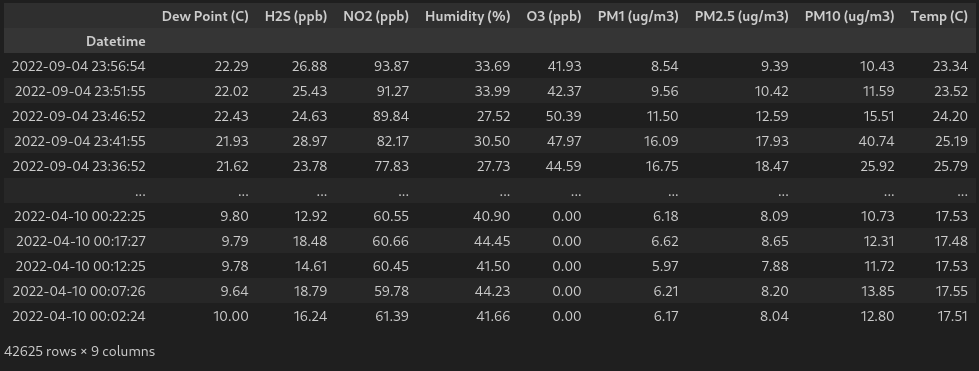 Dew Point (C) H2S (ppb) NO2 (ppb) Humidity (%) O3 (ppb) PM1 (ug/m3) PM2.5 (ug/m3) PM10 (ug/m3) Temp (C)
Datetime
2022-09-04 23:56:54 22.29 26.88 93.87 33.69 41.93 8.54 9.39 10.43 23.34
2022-09-04 23:51:55 22.02 25.43 91.27 33.99 42.37 9.56 10.42 11.59 23.52
2022-09-04 23:46:52 22.43 24.63 89.84 27.52 50.39 11.50 12.59 15.51 24.20
2022-09-04 23:41:55 21.93 28.97 82.17 30.50 47.97 16.09 17.93 40.74 25.19
2022-09-04 23:36:52 21.62 23.78 77.83 27.73 44.59 16.75 18.47 25.92 25.79
... ... ... ... ... ... ... ... ... ...
2022-04-10 00:22:25 9.80 12.92 60.55 40.90 0.00 6.18 8.09 10.73 17.53
2022-04-10 00:17:27 9.79 18.48 60.66 44.45 0.00 6.62 8.65 12.31 17.48
2022-04-10 00:12:25 9.78 14.61 60.45 41.50 0.00 5.97 7.88 11.72 17.53
2022-04-10 00:07:26 9.64 18.79 59.78 44.23 0.00 6.21 8.20 13.85 17.55
2022-04-10 00:02:24 10.00 16.24 61.39 41.66 0.00 6.17 8.04 12.80 17.51
42625 rows × 9 columns